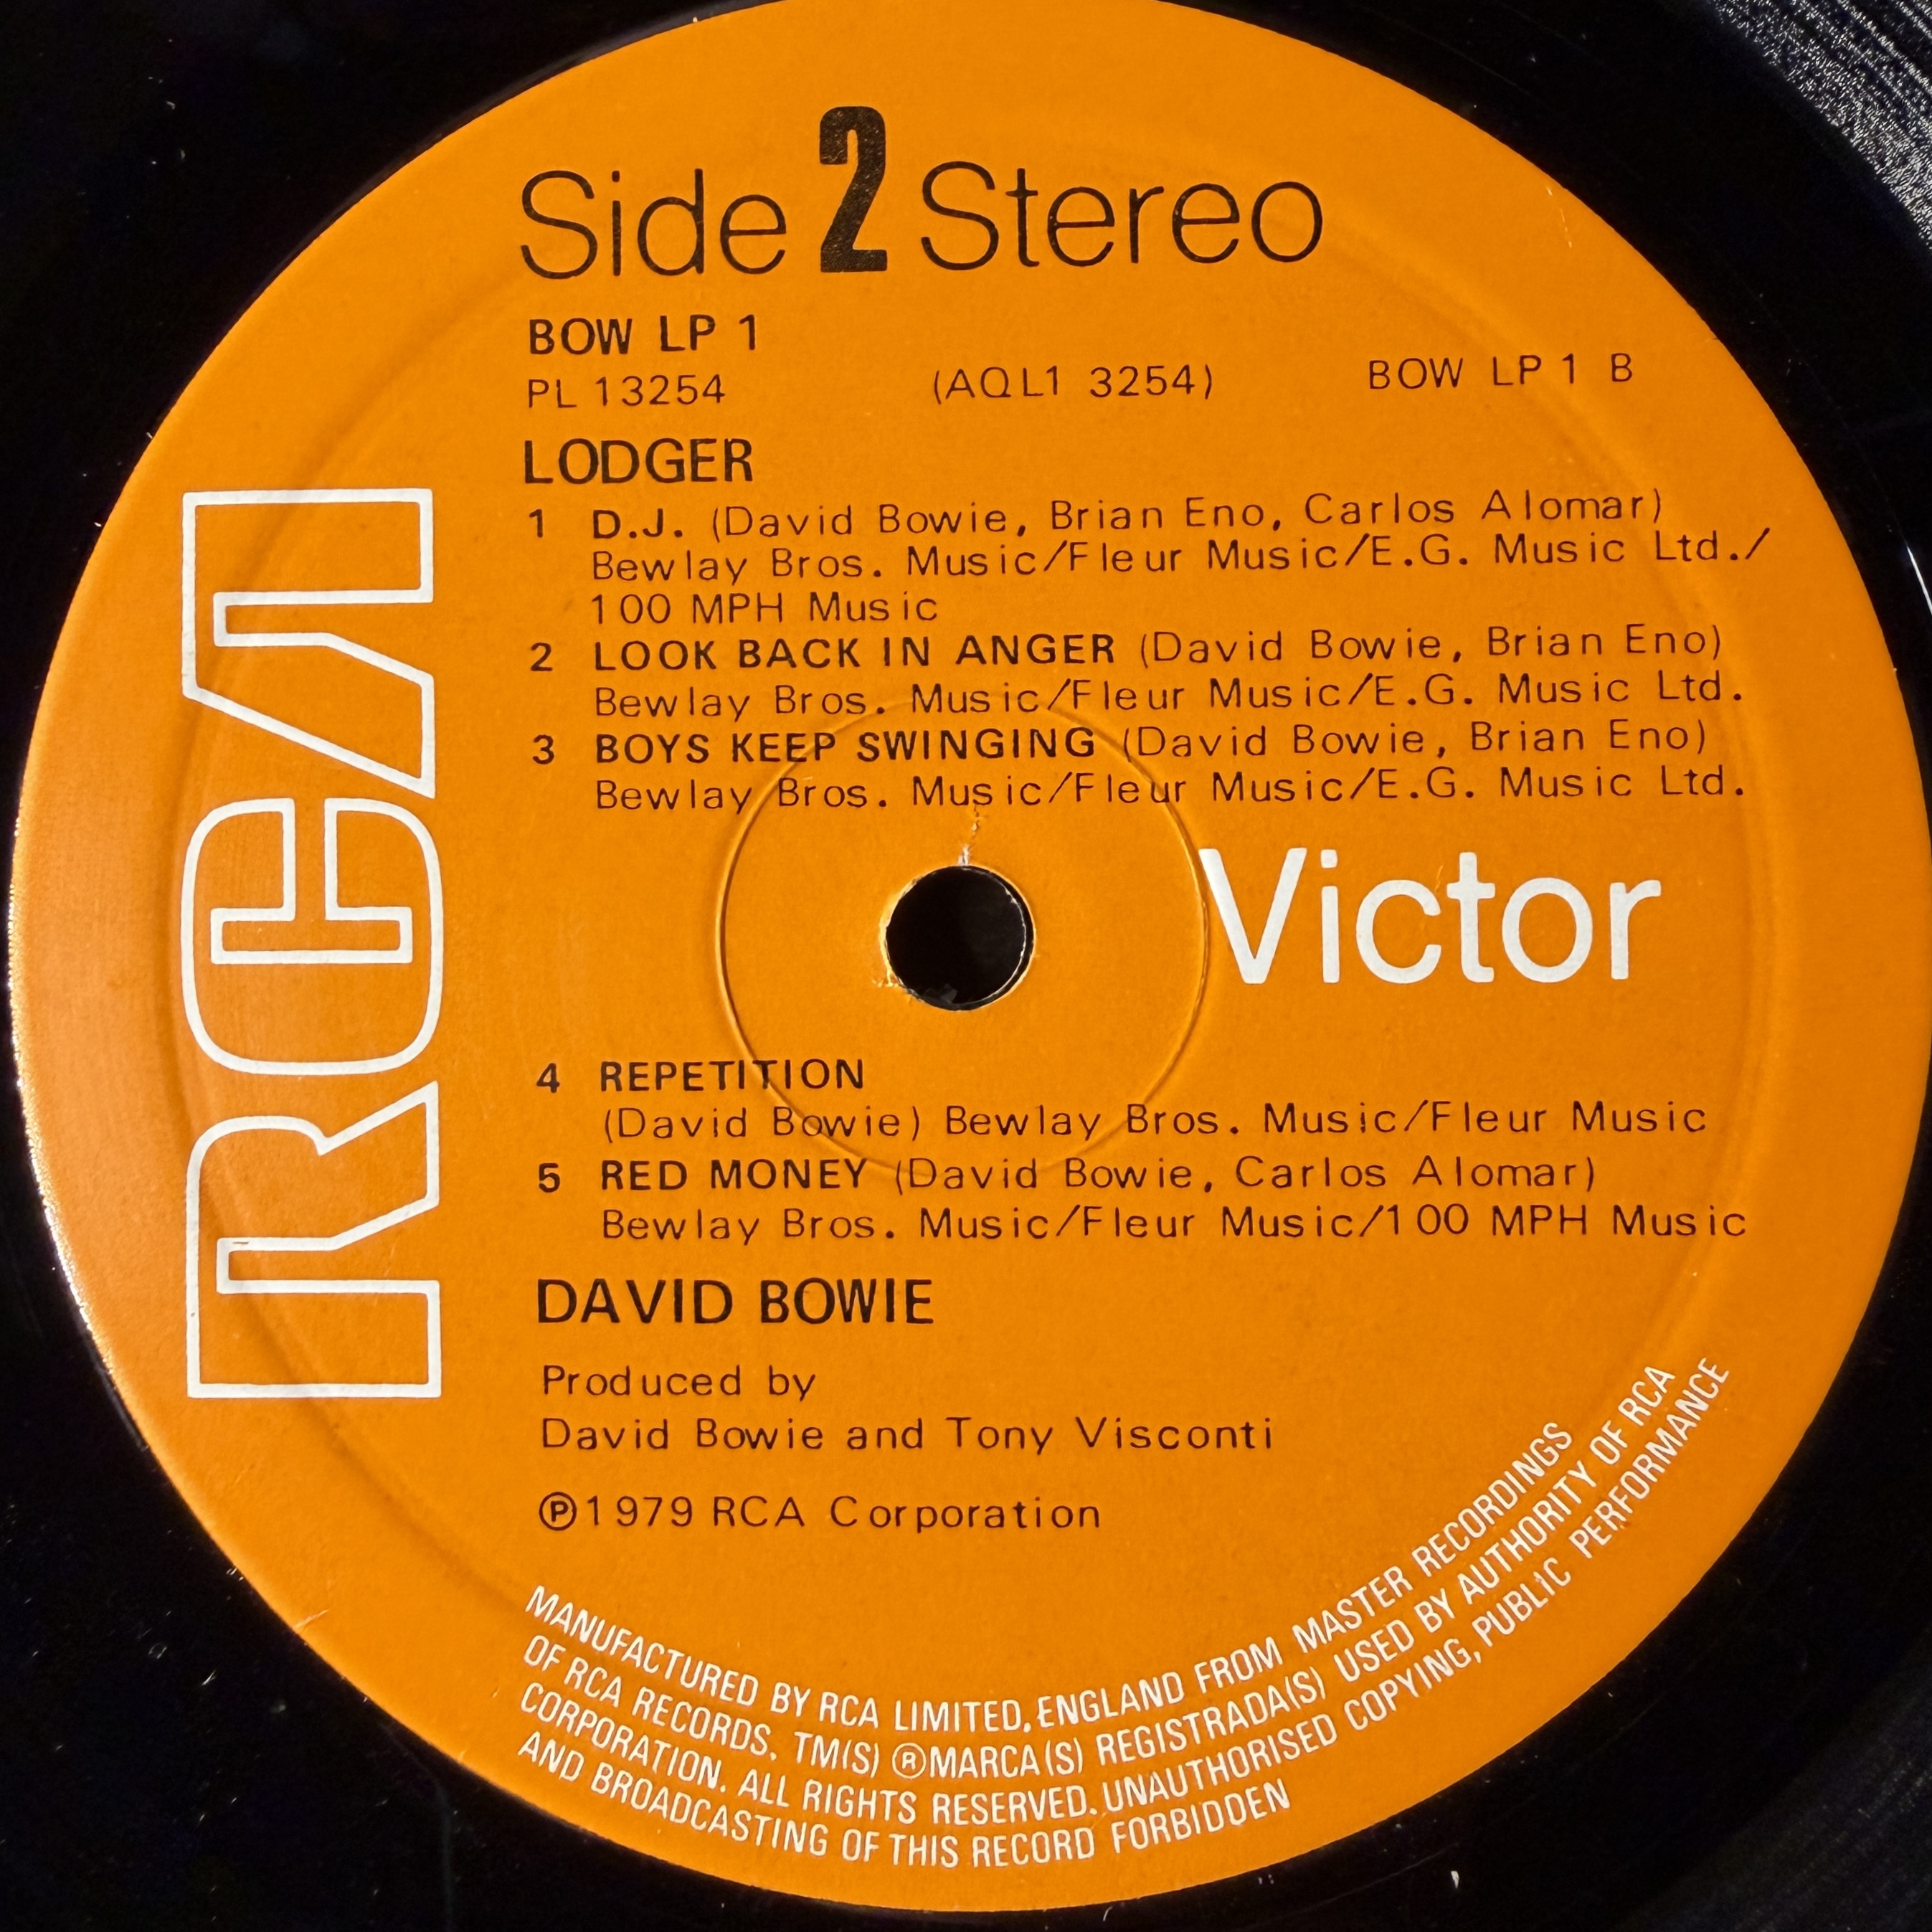 Side 2 Stereo
BOW LP 1
PL 13254 (AQL1 3254) BOW LP 1 B
LODGER
1 D.J. (David Bowie, Brian Eno, Carlos Alomar)
Bewlay Bros. Music/Fleur Music/E.G. Music Ltd./
100 MPH Music
2 LOOK BACK IN ANGER (David Bowie, Brian Eno)
Bewlay Bros. Music/Fleur Music/E.G. Music Ltd.
3 BOYS KEEP SWINGING (David Bowie, Brian Eno)
Bewlay Bros. Music/Fleur Music/E.G. Music Ltd.
RCA
Victor
4 REPETITION
(David Bowie) Bewlay Bros. Music/Fleur Music
5 RED MONEY (David Bowie, Carlos Alomar)
Bewlay Bros. Music/Fleur Music/100 MPH Music
DAVID BOWIE
Produced by
David Bowie and Tony Visconti
℗1979 RCA Corporation
MANUFACTURED BY RCA LIMITED, ENGLAND FROM MASTER RECORDINGS
OF RCA RECORDS. TM(S) ®MARCA(S) REGISTRADA(S) USED BY AUTHORITY OF RCA
CORPORATION. ALL RIGHTS RESERVED. UNAUTHORISED COPYING, PUBLIC PERFORMANCE
AND BROADCASTING OF THIS RECORD FORBIDDEN